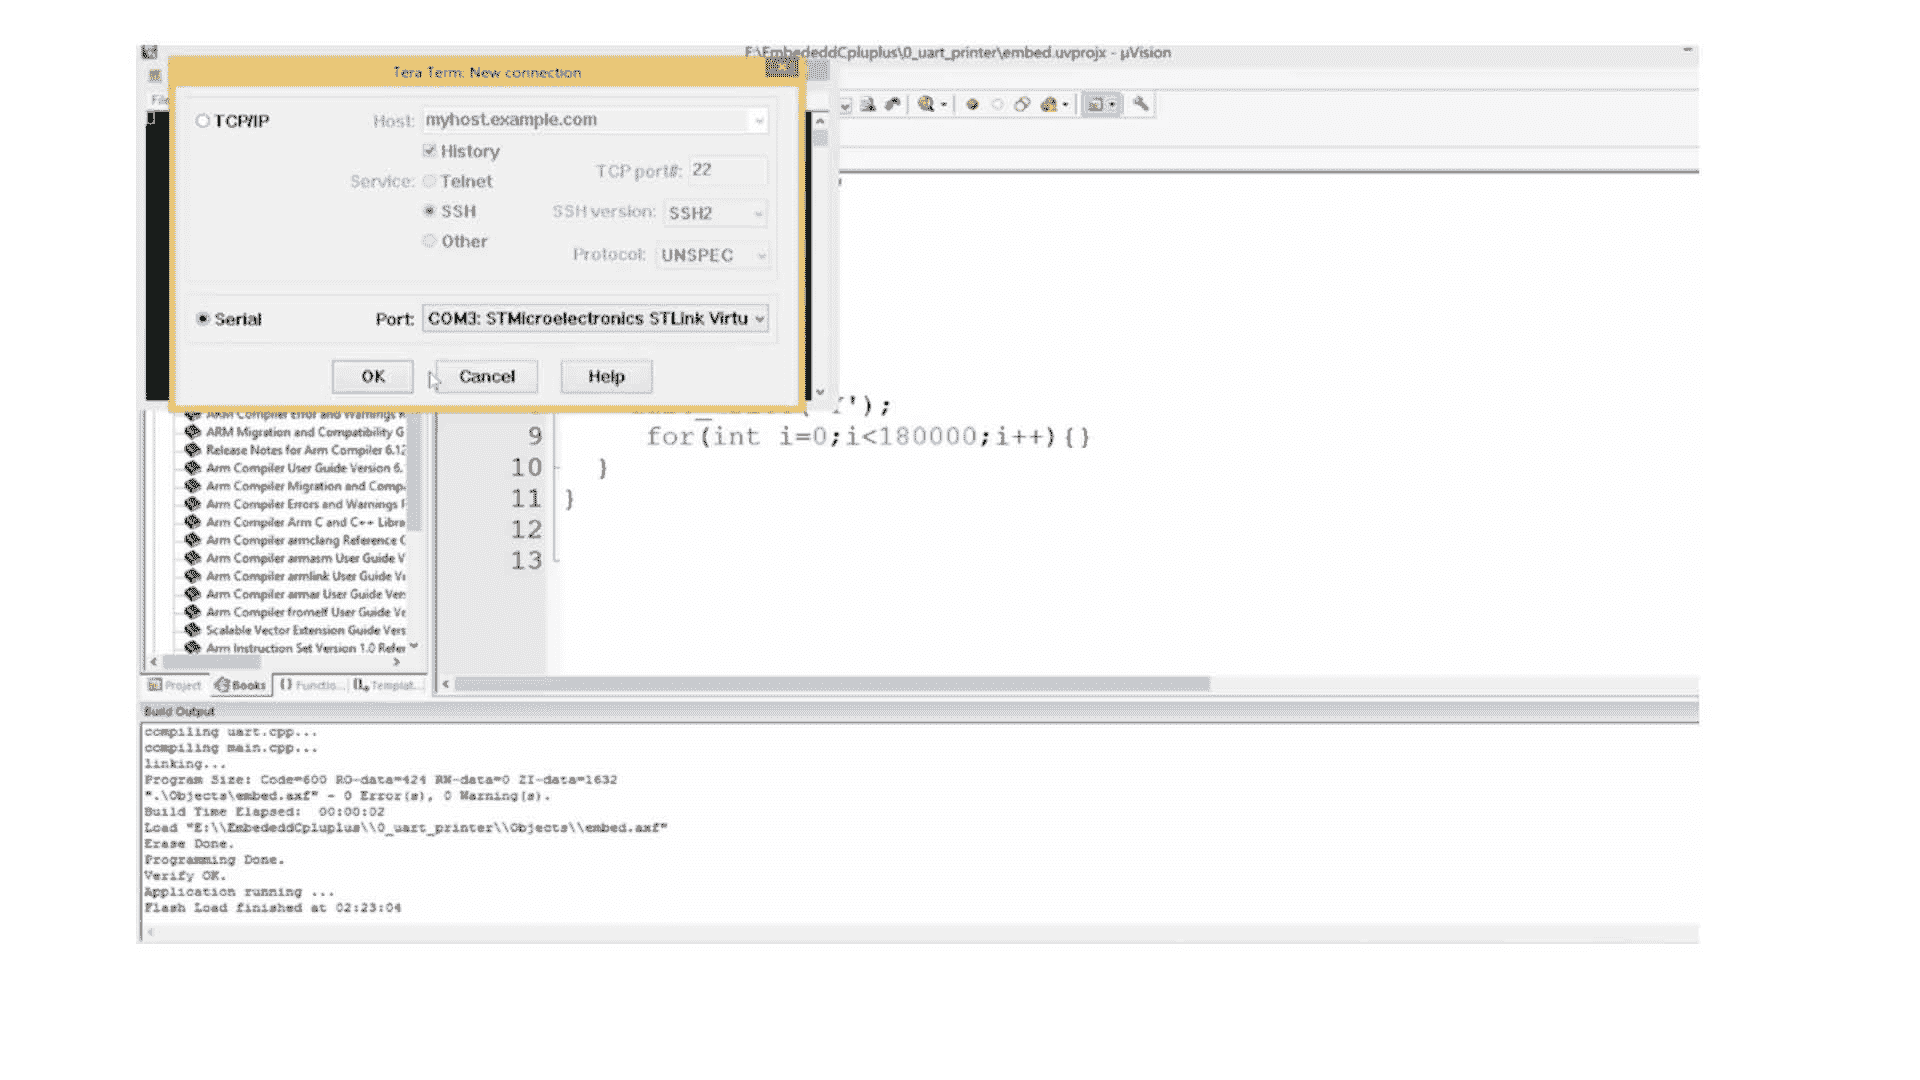 E:\EmbededdCpluplus\0_uart_printer\embed.uvprojx - µVision
Tera Term: New connection
File
TCP/IP
Host: myhost.example.com
History
TCP port#: 22
Service: Telnet
SSH
SSH version: SSH2
Other
Protocol: UNSPEC
Serial
Port: COM3: STMicroelectronics STLink Virtu
OK
Cancel
Help
');
9 for(int i=0;i<180000;i++){}
10 }
11 }
12
13
ARM Compiler Error and Warnings R
ARM Migration and Compatibility G
Release Notes for Arm Compiler 6.12
Arm Compiler User Guide Version 6.
Arm Compiler Migration and Comp
Arm Compiler Errors and Warnings F
Arm Compiler Arm C and C++ Libra
Arm Compiler armclang Reference G
Arm Compiler armasm User Guide V
Arm Compiler armlink User Guide Ve
Arm Compiler armar User Guide Vers
Arm Compiler fromelf User Guide Ve
Scalable Vector Extension Guide Vers
Arm Instruction Set Version 1.0 Refer
Project
Books
{} Functio...
Templat...
Build Output
compiling uart.cpp...
compiling main.cpp...
linking...
Program Size: Code=600 RO-data=424 RW-data=0 ZI-data=1632
".\Objects\embed.axf" - 0 Error(s), 0 Warning(s).
Build Time Elapsed:  00:00:02
Load "E:\\EmbededdCpluplus\\0_uart_printer\\Objects\\embed.axf"
Erase Done.
Programming Done.
Verify OK.
Application running ...
Flash Load finished at 02:23:04